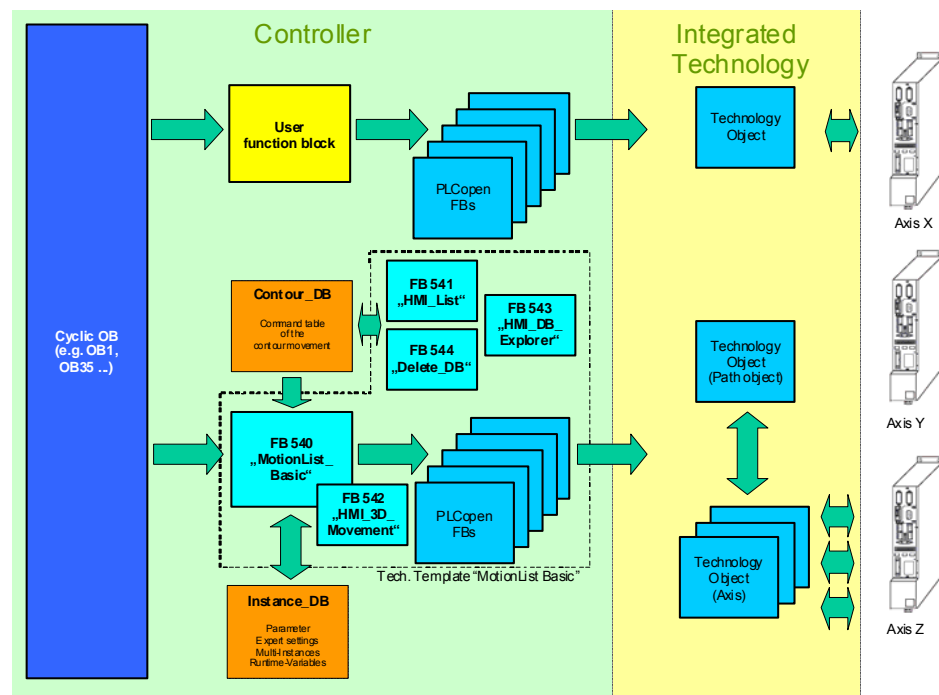 Controller
Integrated
Technology
User
function block
PLCopen
FBs
Technology
Object
Axis X
Cyclic OB
(e.g. OB1,
OB35 ...)
Contour_DB
Command table
of the
contour movement
FB 541
„HMI_List“
FB 543
„HMI_DB_
Explorer“
FB 544
„Delete_DB“
Technology
Object
(Path object)
Axis Y
FB 540
„MotionList_
Basic“
FB 542
„HMI_3D_
Movement“
PLCopen
FBs
Tech. Template “MotionList Basic”
Technology
Object
(Axis)
Axis Z
Instance_DB
Parameter
Expert settings
Multi-Instances
Runtime-Variables